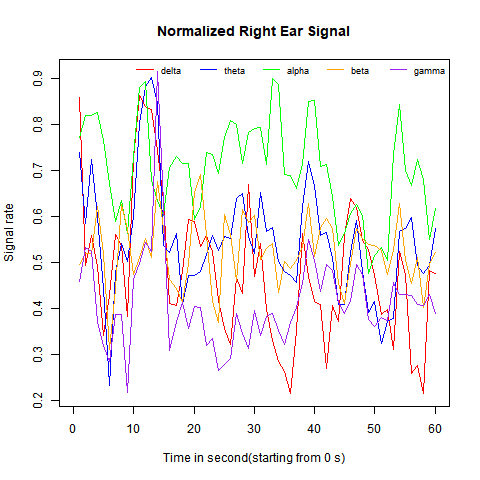 Normalized Right Ear Signal
delta theta alpha beta gamma
Signal rate
0.9
0.8
0.7
0.6
0.5
0.4
0.3
0.2
0 10 20 30 40 50 60
Time in second(starting from 0 s)